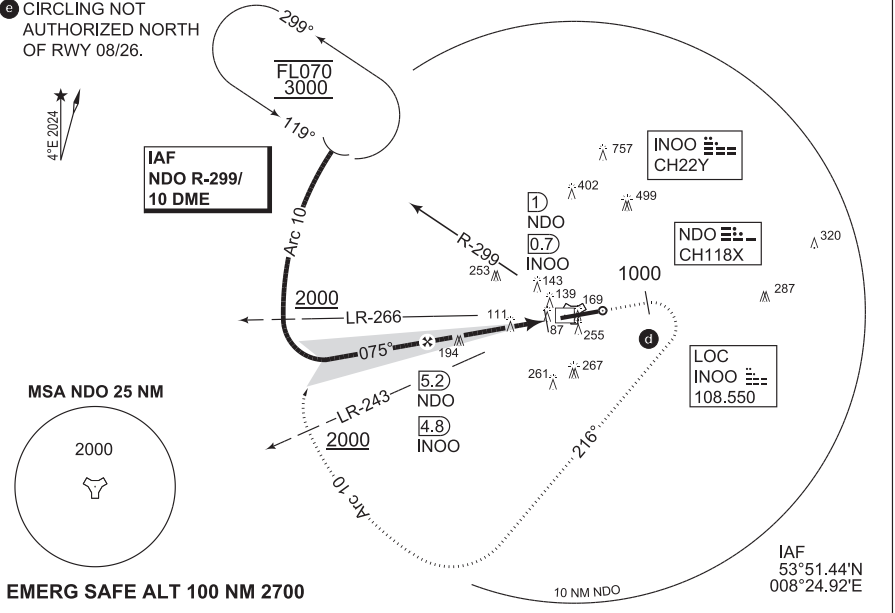 e CIRCLING NOT
AUTHORIZED NORTH
OF RWY 08/26.
4°E 2024
299°
FL070
3000
119°
IAF
NDO R-299/
10 DME
Arc 10
2000
LR-266
075°
R-299
253
1
NDO
0.7
INOO
143
139
169
111
87
255
194
757
402
499
INOO
CH22Y
NDO
CH118X
320
287
1000
d
LOC
INOO
108.550
5.2
NDO
4.8
INOO
261
267
LR-243
2000
216°
Arc 10
MSA NDO 25 NM
2000
EMERG SAFE ALT 100 NM 2700
10 NM NDO
IAF
53°51.44'N
008°24.92'E